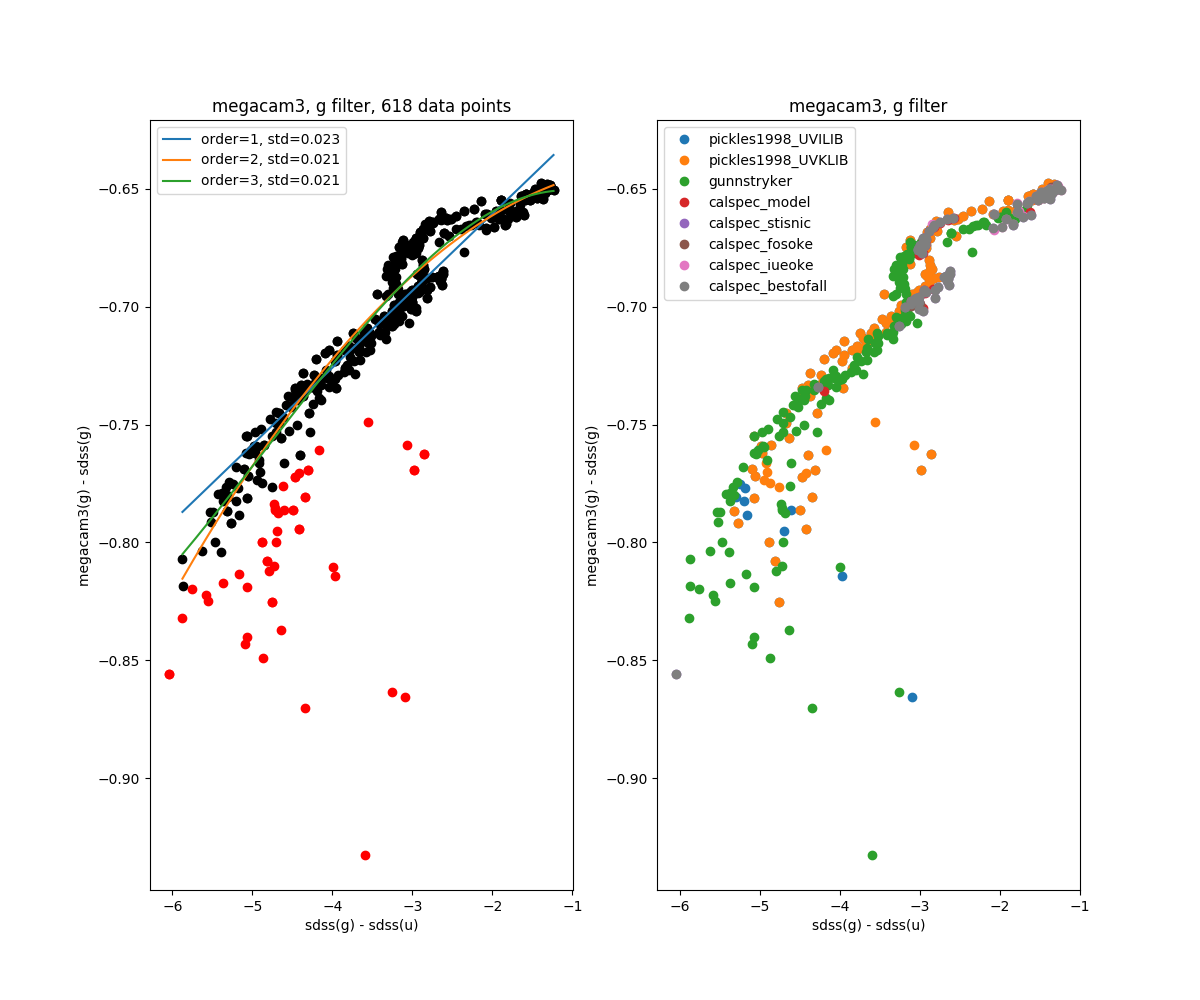 megacam3, g filter, 618 data points
order=1, std=0.023
order=2, std=0.021
order=3, std=0.021
−0.65
−0.70
−0.75
−0.80
−0.85
−0.90
megacam3(g) - sdss(g)
−6
−5
−4
−3
−2
−1
sdss(g) - sdss(u)
megacam3, g filter
pickles1998_UVILIB
pickles1998_UVKLIB
gunnstryker
calspec_model
calspec_stisnic
calspec_fosoke
calspec_iueoke
calspec_bestofall
−0.65
−0.70
−0.75
−0.80
−0.85
−0.90
megacam3(g) - sdss(g)
−6
−5
−4
−3
−2
−1
sdss(g) - sdss(u)